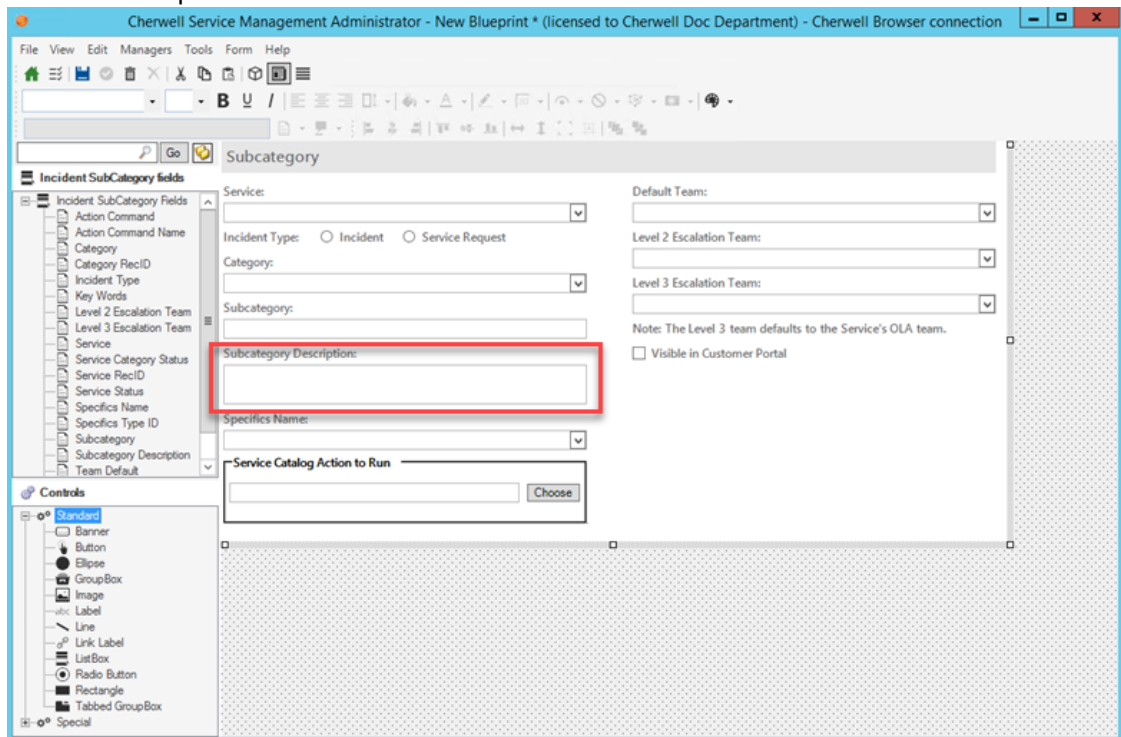 Cherwell Service Management Administrator - New Blueprint * (licensed to Cherwell Doc Department) - Cherwell Browser connection
File View Edit Managers Tools Form Help
B U I
Go
Incident SubCategory fields
Incident SubCategory Fields
Action Command
Action Command Name
Category
Category RecID
Incident Type
Key Words
Level 2 Escalation Team
Level 3 Escalation Team
Service
Service Category Status
Service RecID
Service Status
Specifics Name
Specifics Type ID
Subcategory
Subcategory Description
Team Default
Controls
Standard
Banner
Button
Ellipse
GroupBox
Image
abc Label
Line
Link Label
ListBox
Radio Button
Rectangle
Tabbed GroupBox
Special
Subcategory
Service:
Incident Type: Incident Service Request
Category:
Subcategory:
Subcategory Description:
Specifics Name:
Service Catalog Action to Run
Choose
Default Team:
Level 2 Escalation Team:
Level 3 Escalation Team:
Note: The Level 3 team defaults to the Service's OLA team.
Visible in Customer Portal